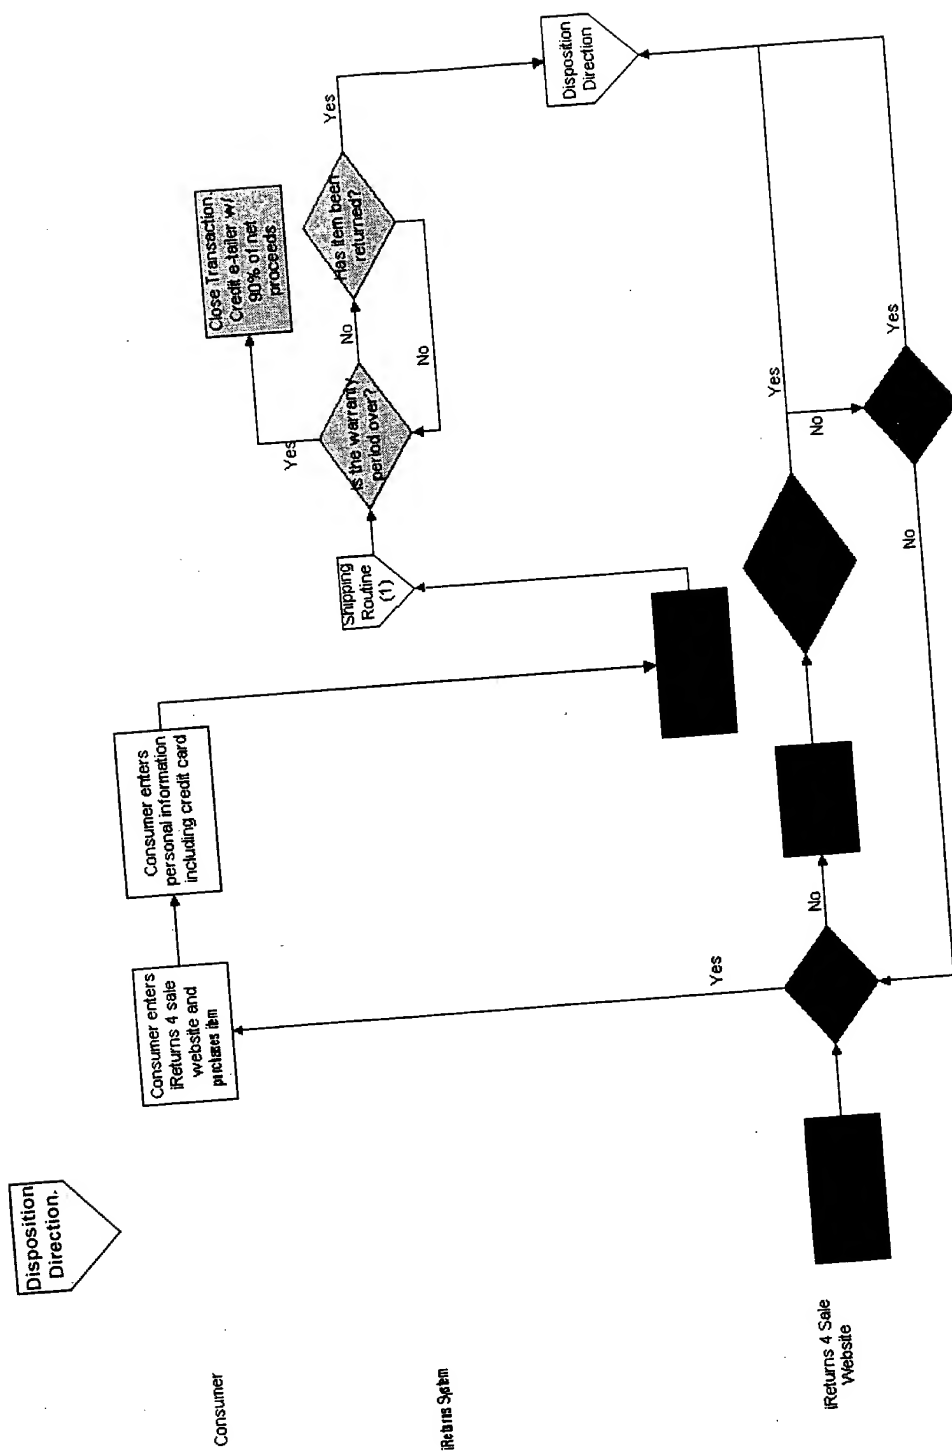 Disposition
Direction.
Consumer
Consumer enters
iReturns 4 sale
website and
purchases item
Consumer enters
personal information
including credit card
Close Transaction.
Credit e-tailer w/
90% of net
proceeds.
iReturns System
Shipping
Routine
(1)
Is the warranty
period over?
Yes
No
Has item been
returned?
No
Yes
Disposition
Direction
iReturns 4 Sale
Website
Yes
No
Yes
No
Yes
No